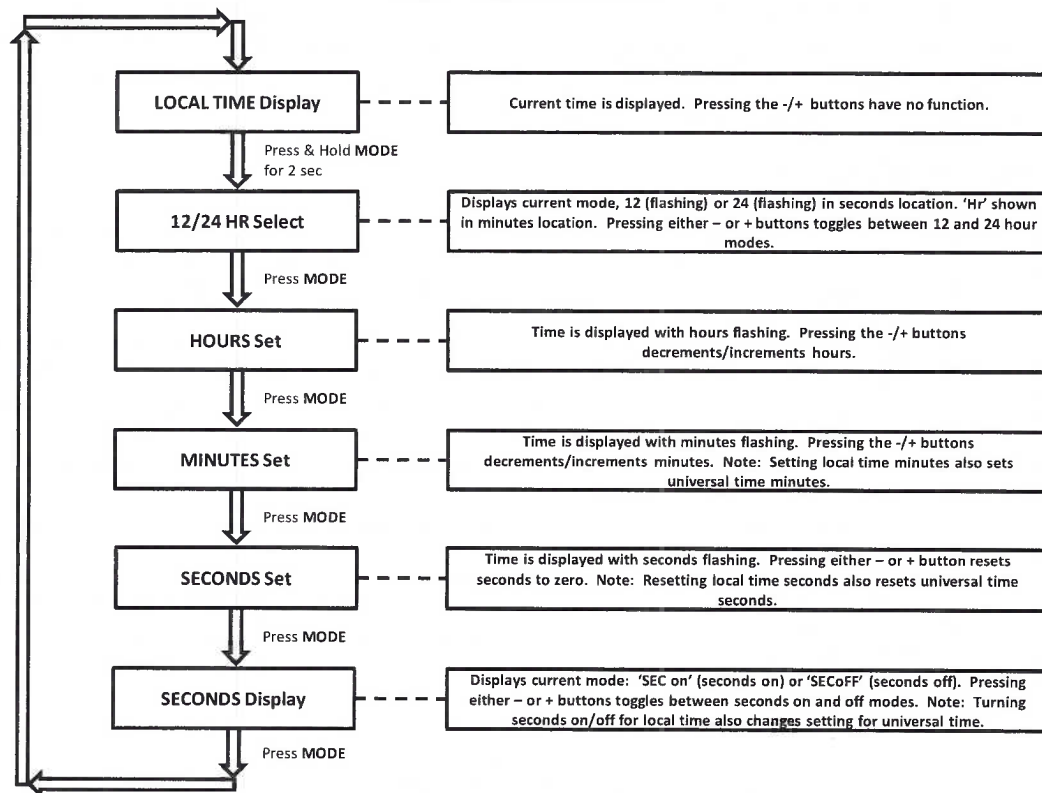 LOCAL TIME Display
Current time is displayed. Pressing the -/+ buttons have no function.
Press & Hold MODE
for 2 sec
12/24 HR Select
Displays current mode, 12 (flashing) or 24 (flashing) in seconds location. ‘Hr’ shown
in minutes location. Pressing either – or + buttons toggles between 12 and 24 hour
modes.
Press MODE
HOURS Set
Time is displayed with hours flashing. Pressing the -/+ buttons
decrements/increments hours.
Press MODE
MINUTES Set
Time is displayed with minutes flashing. Pressing the -/+ buttons
decrements/increments minutes. Note: Setting local time minutes also sets
universal time minutes.
Press MODE
SECONDS Set
Time is displayed with seconds flashing. Pressing either – or + button resets
seconds to zero. Note: Resetting local time seconds also resets universal time
seconds.
Press MODE
SECONDS Display
Displays current mode: ‘SEC on’ (seconds on) or ‘SECoFF’ (seconds off). Pressing
either – or + buttons toggles between seconds on and off modes. Note: Turning
seconds on/off for local time also changes setting for universal time.
Press MODE